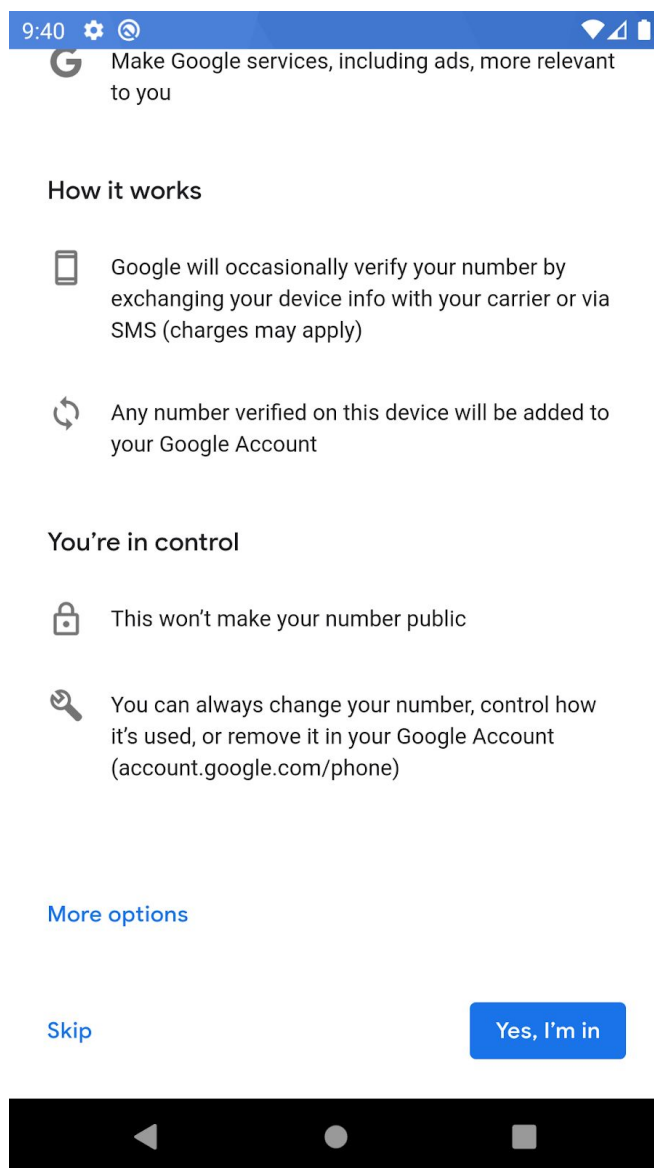 9:40
Make Google services, including ads, more relevant
to you
How it works
Google will occasionally verify your number by
exchanging your device info with your carrier or via
SMS (charges may apply)
Any number verified on this device will be added to
your Google Account
You’re in control
This won’t make your number public
You can always change your number, control how
it’s used, or remove it in your Google Account
(account.google.com/phone)
More options
Skip
Yes, I’m in